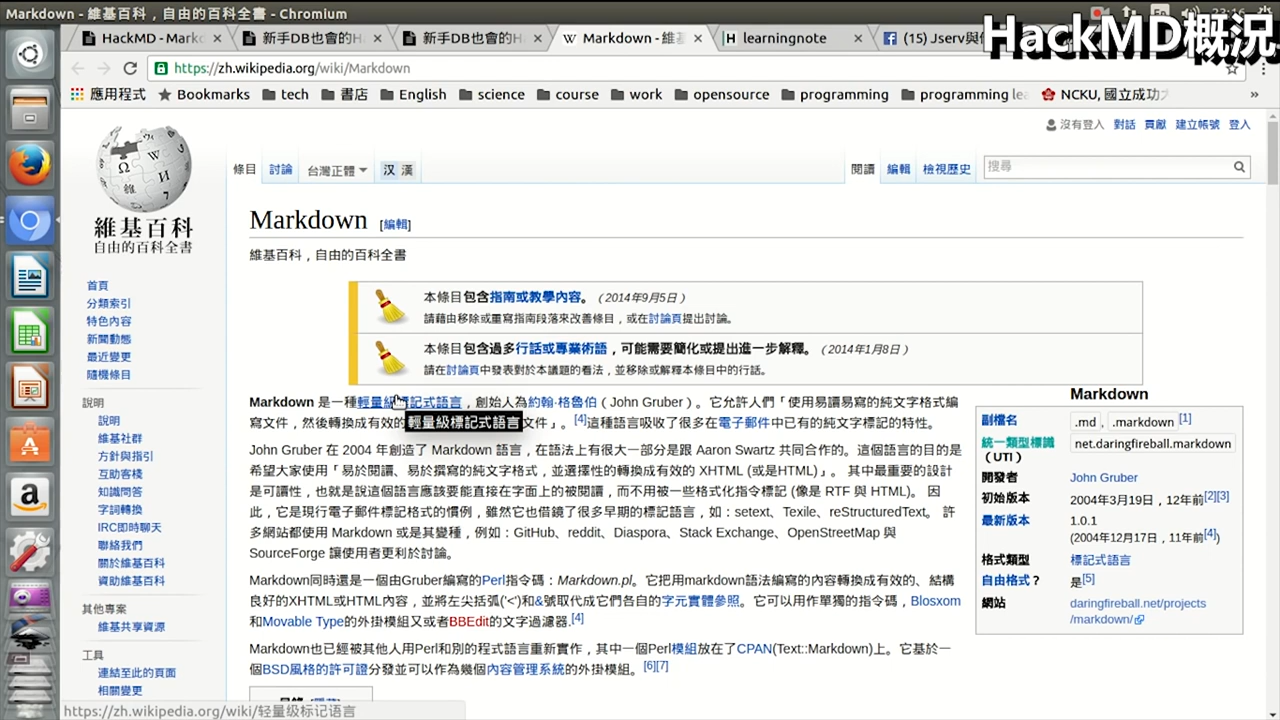 Markdown - 維基百科，自由的百科全書 - Chromium
HackMD概況
HackMD - Mark
新手DB也會的H
新手DB也會的H
Markdown - 維
learningnote
(15) Jserv與
https://zh.wikipedia.org/wiki/Markdown
應用程式 Bookmarks tech 書店 English science course work opensource programming programming lea NCKU, 國立成功大
沒有登入 對話 貢獻 建立帳號 登入
條目 討論 台灣正體 汉 漢 閱讀 編輯 檢視歷史 搜尋
維基百科
自由的百科全書
首頁
分類索引
特色內容
新聞動態
最近變更
隨機條目
說明
說明
維基社群
方針與指引
互助客棧
知識問答
字詞轉換
IRC即時聊天
聯絡我們
關於維基百科
資助維基百科
其他專案
維基共享資源
工具
連結至此的頁面
相關變更
Markdown [編輯]
維基百科，自由的百科全書
本條目包含指南或教學內容。 (2014年9月5日)
請藉由移除或重寫指南段落來改善條目，或在討論頁提出討論。
本條目包含過多行話或專業術語，可能需要簡化或提出進一步解釋。 (2014年1月8日)
請在討論頁中發表對於本議題的看法，並移除或解釋本條目中的行話。
Markdown 是一種輕量級標記式語言，創始人為約翰·格魯伯（John Gruber）。它允許人們「使用易讀易寫的純文字格式編
寫文件，然後轉換成有效的 文件」。[4]這種語言吸收了很多在電子郵件中已有的純文字標記的特性。
輕量級標記式語言
John Gruber 在 2004 年創造了 Markdown 語言，在語法上有很大一部分是跟 Aaron Swartz 共同合作的。這個語言的目的是
希望大家使用「易於閱讀、易於撰寫的純文字格式，並選擇性的轉換成有效的 XHTML (或是HTML)」。 其中最重要的設計
是可讀性，也就是說這個語言應該要能直接在字面上的被閱讀，而不用被一些格式化指令標記 (像是 RTF 與 HTML)。 因
此，它是現行電子郵件標記格式的慣例，雖然它也借鏡了很多早期的標記語言，如：setext、Texile、reStructuredText。 許
多網站都使用 Markdown 或是其變種，例如：GitHub、reddit、Diaspora、Stack Exchange、OpenStreetMap 與
SourceForge 讓使用者更利於討論。
Markdown同時還是一個由Gruber編寫的Perl指令碼：Markdown.pl。它把用markdown語法編寫的內容轉換成有效的、結構
良好的XHTML或HTML內容，並將左尖括弧('<')和&號取代成它們各自的字元實體參照。它可以用作單獨的指令碼，Blosxom
和Movable Type的外掛模組又或者BBEdit的文字過濾器.[4]
Markdown也已經被其他人用Perl和別的程式語言重新實作，其中一個Perl模組放在了CPAN(Text::Markdown)上。它基於一
個BSD風格的許可證分發並可以作為幾個內容管理系統的外掛模組。[6][7]
Markdown
副檔名 .md , .markdown [1]
統一類型標識（UTI） net.daringfireball.markdown
開發者 John Gruber
初始版本 2004年3月19日，12年前[2][3]
最新版本 1.0.1
(2004年12月17日，11年前[4])
格式類型 標記式語言
自由格式？ 是[5]
網站 daringfireball.net/projects
/markdown/
https://zh.wikipedia.org/wiki/轻量级标记语言